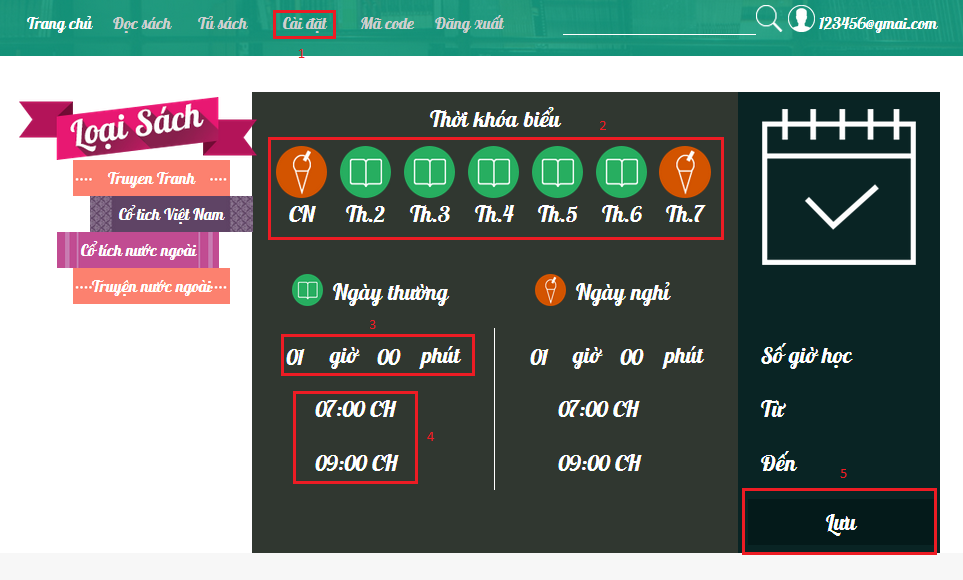 Trang chủ Đọc sách Tủ sách Cài đặt Mã code Đăng xuất 123456@gmai.com
1
Loại Sách
Truyen Tranh
Cổ tich Việt Nam
Cổ tích nước ngoài
Truyện nước ngoài
Thời khóa biểu
2
CN Th.2 Th.3 Th.4 Th.5 Th.6 Th.7
Ngày thường Ngày nghỉ
3
01 giờ 00 phút 01 giờ 00 phút Số giờ học
07:00 CH 07:00 CH Từ
4
09:00 CH 09:00 CH Đến
5
Lưu